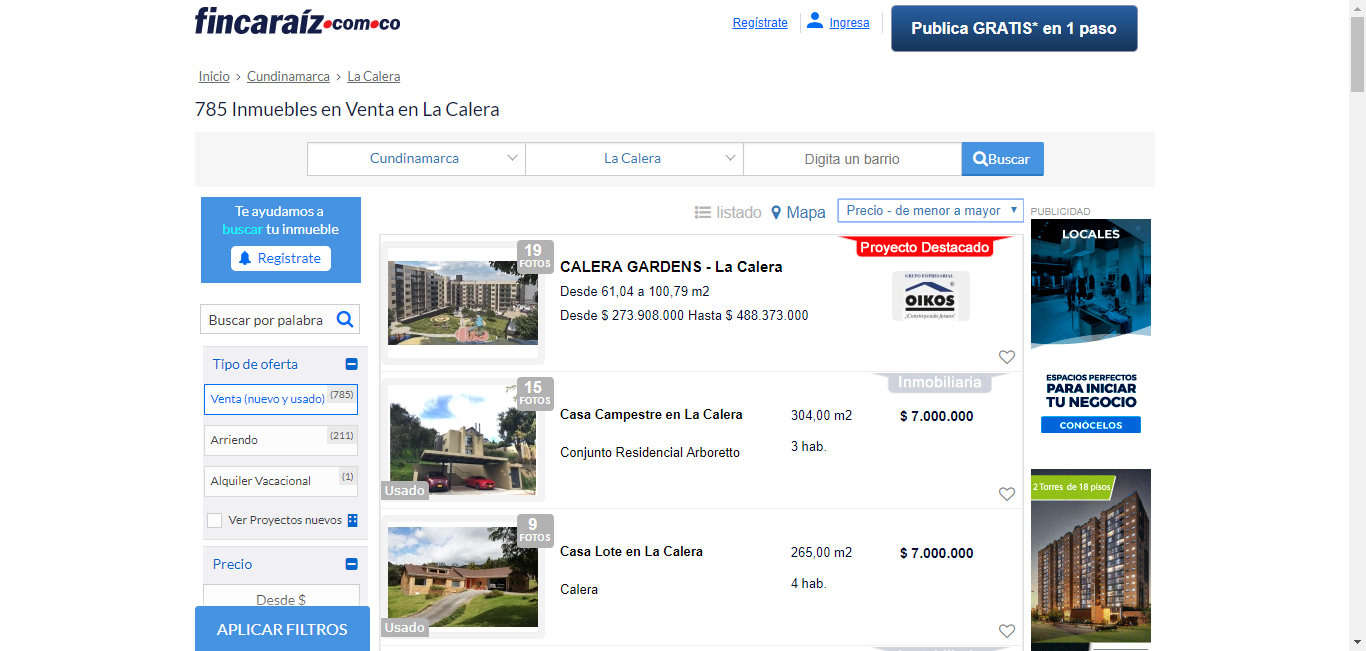 fincaraíz.com.co
Regístrate
Ingresa
Publica GRATIS* en 1 paso
Inicio › Cundinamarca › La Calera
785 Inmuebles en Venta en La Calera
Cundinamarca
La Calera
Digita un barrio
Buscar
Te ayudamos a
buscar tu inmueble
Registrate
Buscar por palabra
Tipo de oferta
Venta (nuevo y usado) (785)
Arriendo (211)
Alquiler Vacacional (1)
Ver Proyectos nuevos
Precio
Desde $
APLICAR FILTROS
listado
Mapa
Precio - de menor a mayor
19
FOTOS
CALERA GARDENS - La Calera
Desde 61,04 a 100,79 m2
Desde $ 273.908.000 Hasta $ 488.373.000
Proyecto Destacado
GRUPO EMPRESARIAL
OIKOS
¡Construyendo futuro!
15
FOTOS
Usado
Casa Campestre en La Calera
Conjunto Residencial Arboretto
304,00 m2
3 hab.
Inmobiliaria
$ 7.000.000
9
FOTOS
Usado
Casa Lote en La Calera
Calera
265,00 m2
4 hab.
$ 7.000.000
PUBLICIDAD
LOCALES
ESPACIOS PERFECTOS
PARA INICIAR
TU NEGOCIO
CONÓCELOS
2 Torres de 18 pisos